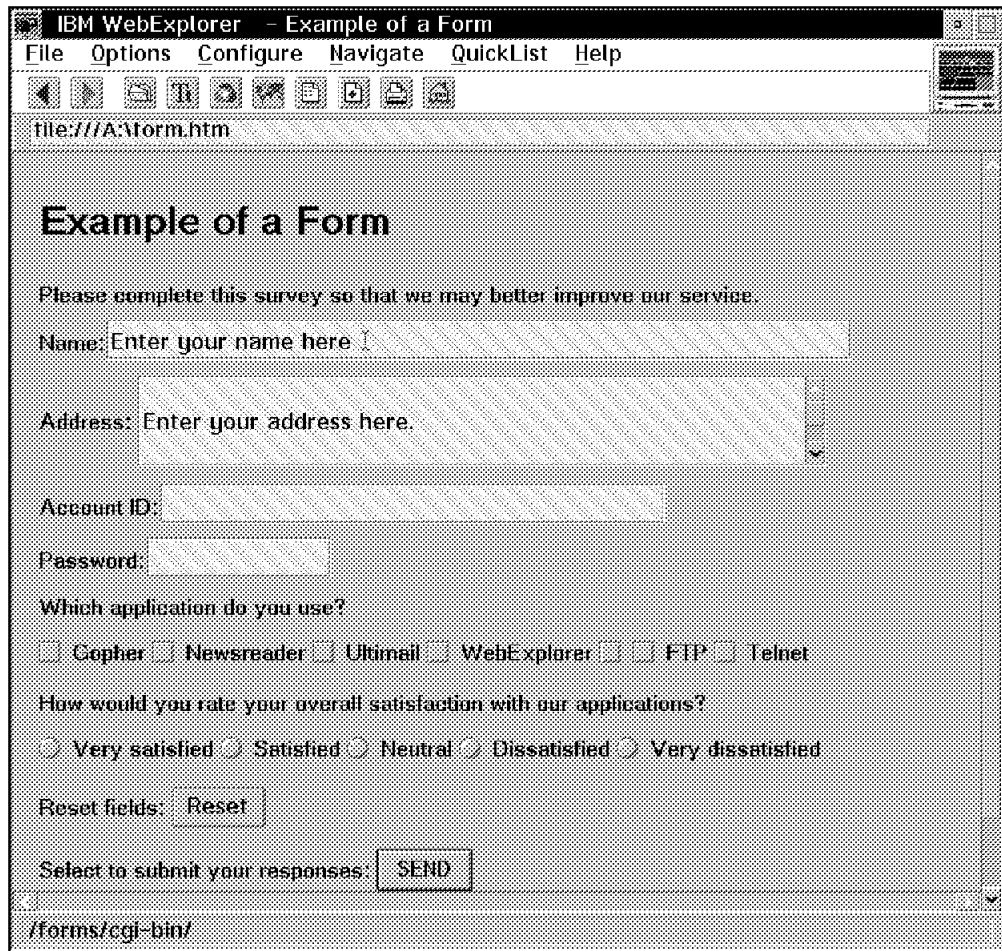 IBM WebExplorer - Example of a Form
File Options Configure Navigate QuickList Help
file:///A:\form.htm
Example of a Form
Please complete this survey so that we may better improve our service.
Name: Enter your name here
Address: Enter your address here.
Account ID:
Password:
Which application do you use?
Gopher Newsreader Ultimail WebExplorer FTP Telnet
How would you rate your overall satisfaction with our applications?
Very satisfied Satisfied Neutral Dissatisfied Very dissatisfied
Reset fields: Reset
Select to submit your responses: SEND
/forms/cgi-bin/